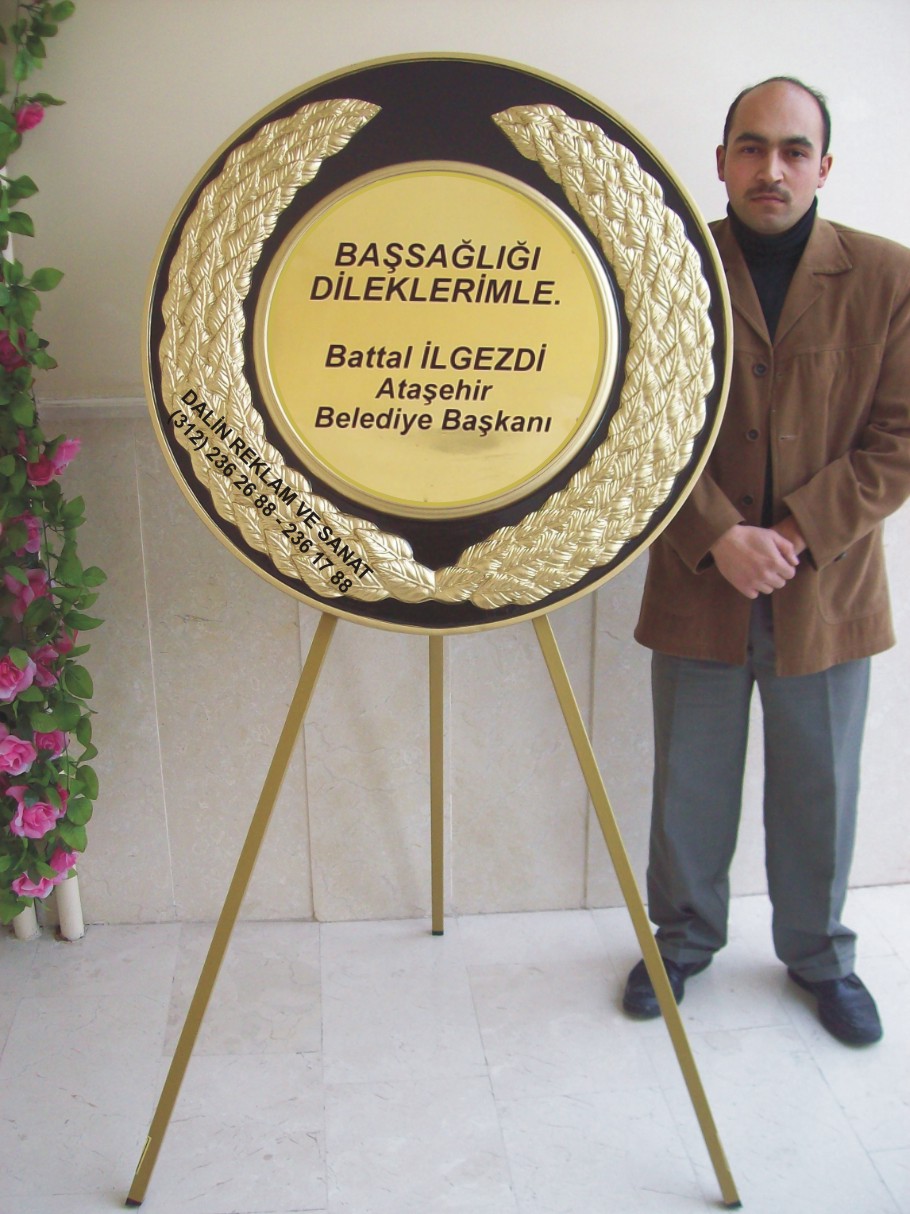 BAŞSAĞLIĞI
DİLEKLERİMLE.
Battal İLGEZDİ
Ataşehir
Belediye Başkanı
DALİN REKLAM VE SANAT
(312) 236 26 88 - 236 17 88